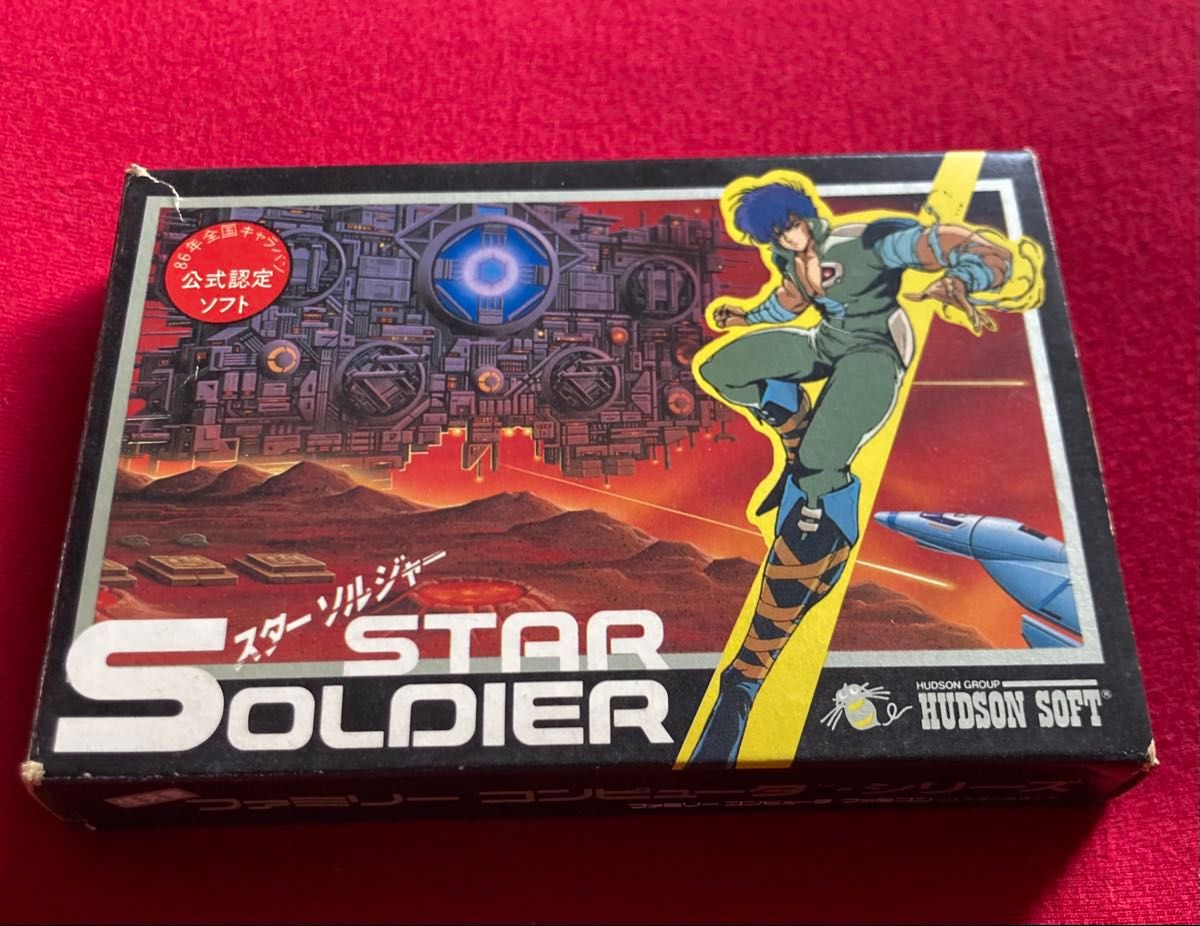 86年全国キャラバン
公式認定
ソフト
スターソルジャー
STAR
SOLDIER
HUDSON GROUP
HUDSON SOFT®
ファミリー コンピュータ™・シリーズ